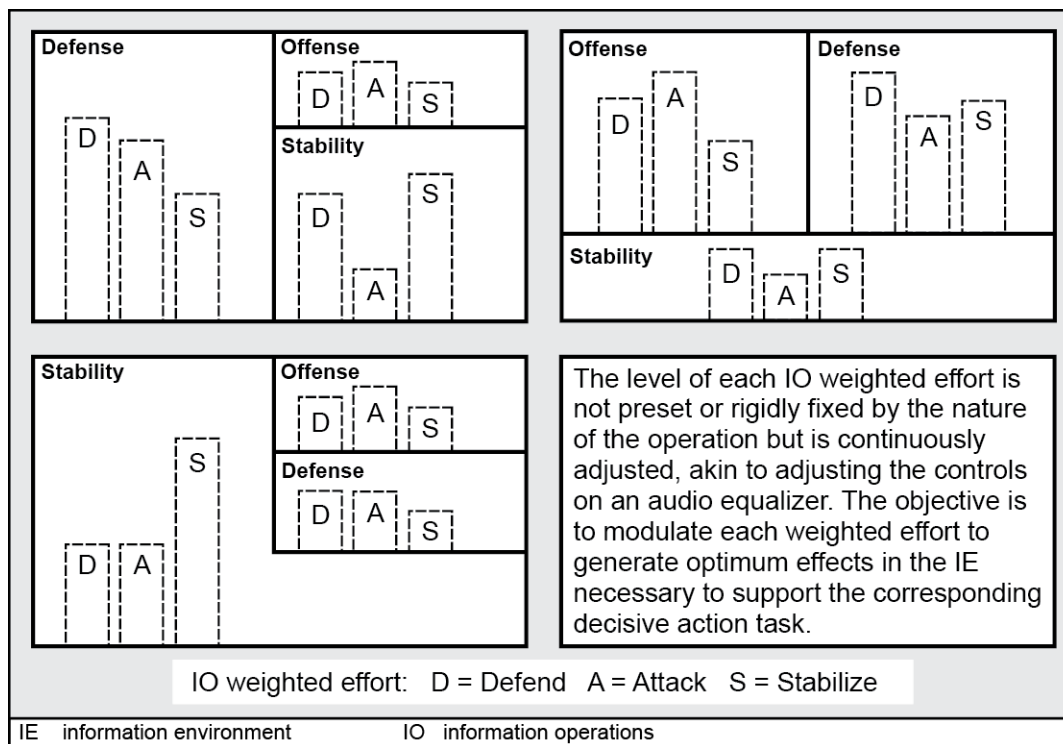 Defense
D
A
S
Offense
D
A
S
Stability
D
A
S
Offense
D
A
S
Defense
D
A
S
Stability
D
A
S
Stability
D
A
S
Offense
D
A
S
Defense
D
A
S
The level of each IO weighted effort is
not preset or rigidly fixed by the nature
of the operation but is continuously
adjusted, akin to adjusting the controls
on an audio equalizer. The objective is
to modulate each weighted effort to
generate optimum effects in the IE
necessary to support the corresponding
decisive action task.
IO weighted effort: D = Defend A = Attack S = Stabilize
IE information environment IO information operations